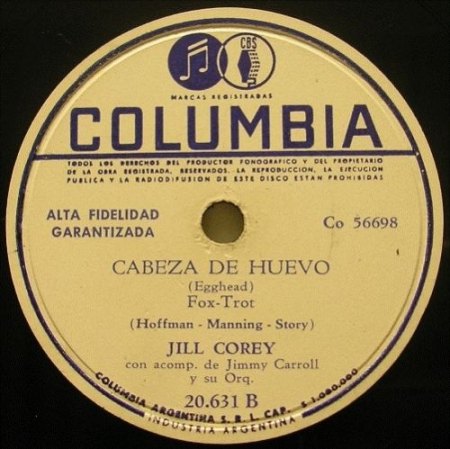 CBS
MARCAS REGISTRADAS
COLUMBIA
TODOS LOS DERECHOS DEL PRODUCTOR FONOGRAFICO Y DEL PROPIETARIO
DE LA OBRA REGISTRADA, RESERVADOS. LA REPRODUCCION, LA EJECUCION
PUBLICA Y LA RADIODIFUSION DE ESTE DISCO ESTAN PROHIBIDAS
ALTA FIDELIDAD
GARANTIZADA
Co 56698
CABEZA DE HUEVO
(Egghead)
Fox-Trot
(Hoffman - Manning - Story)
JILL COREY
con acomp. de Jimmy Carroll
y su Orq.
20.631 B
COLUMBIA ARGENTINA S. R. L. CAP. $ 1.000.000
INDUSTRIA ARGENTINA